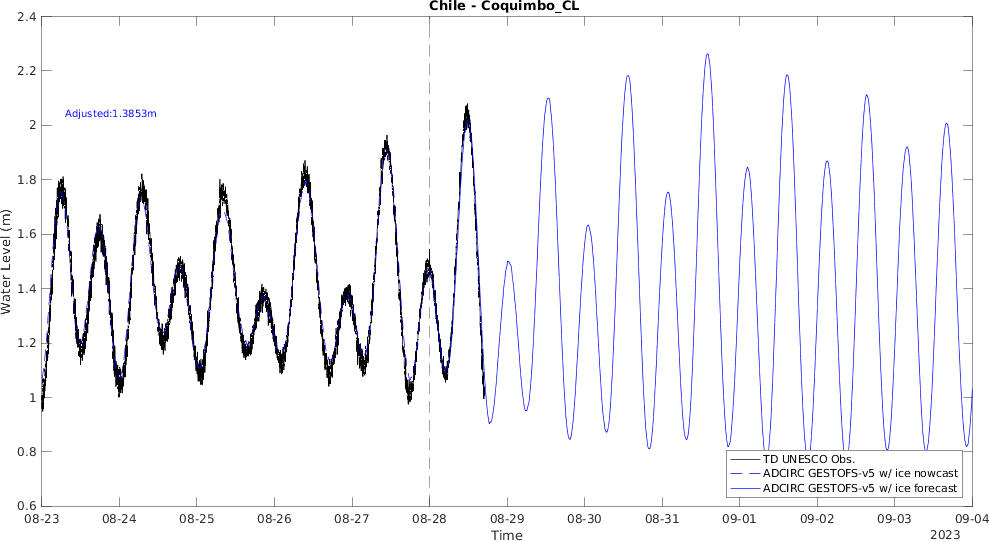 Chile - Coquimbo_CL
2.4
2.2
2
1.8
1.6
1.4
1.2
1
0.8
0.6
Water Level (m)
Adjusted:1.3853m
TD UNESCO Obs.
ADCIRC GESTOFS-v5 w/ ice nowcast
ADCIRC GESTOFS-v5 w/ ice forecast
08-23 08-24 08-25 08-26 08-27 08-28 08-29 08-30 08-31 09-01 09-02 09-03 09-04
Time
2023